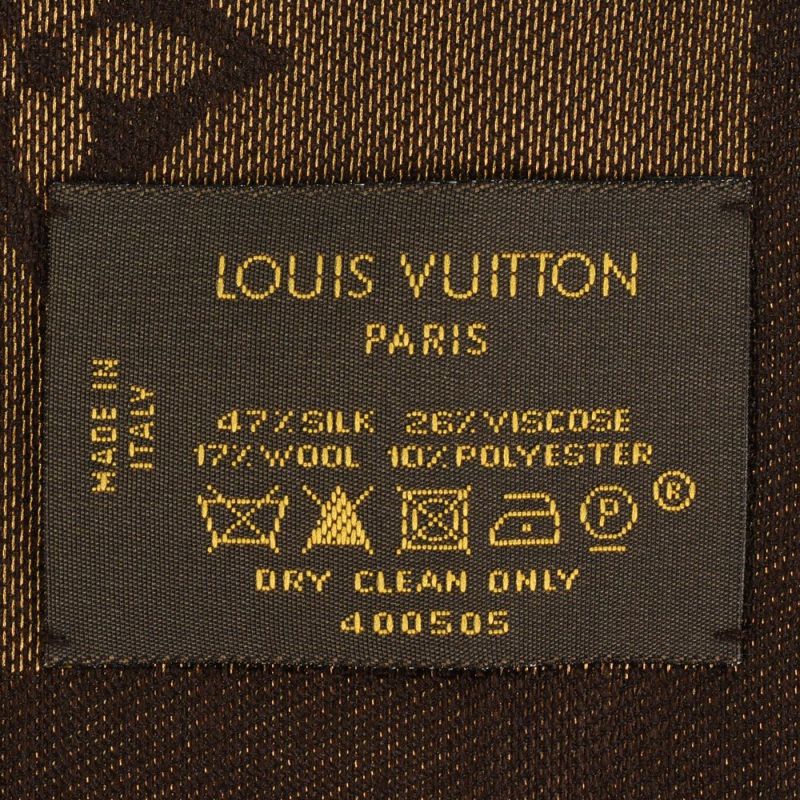 LOUIS VUITTON
PARIS
MADE IN
ITALY
47% SILK 26% VISCOSE
17% WOOL 10% POLYESTER
P ®
DRY CLEAN ONLY
400505